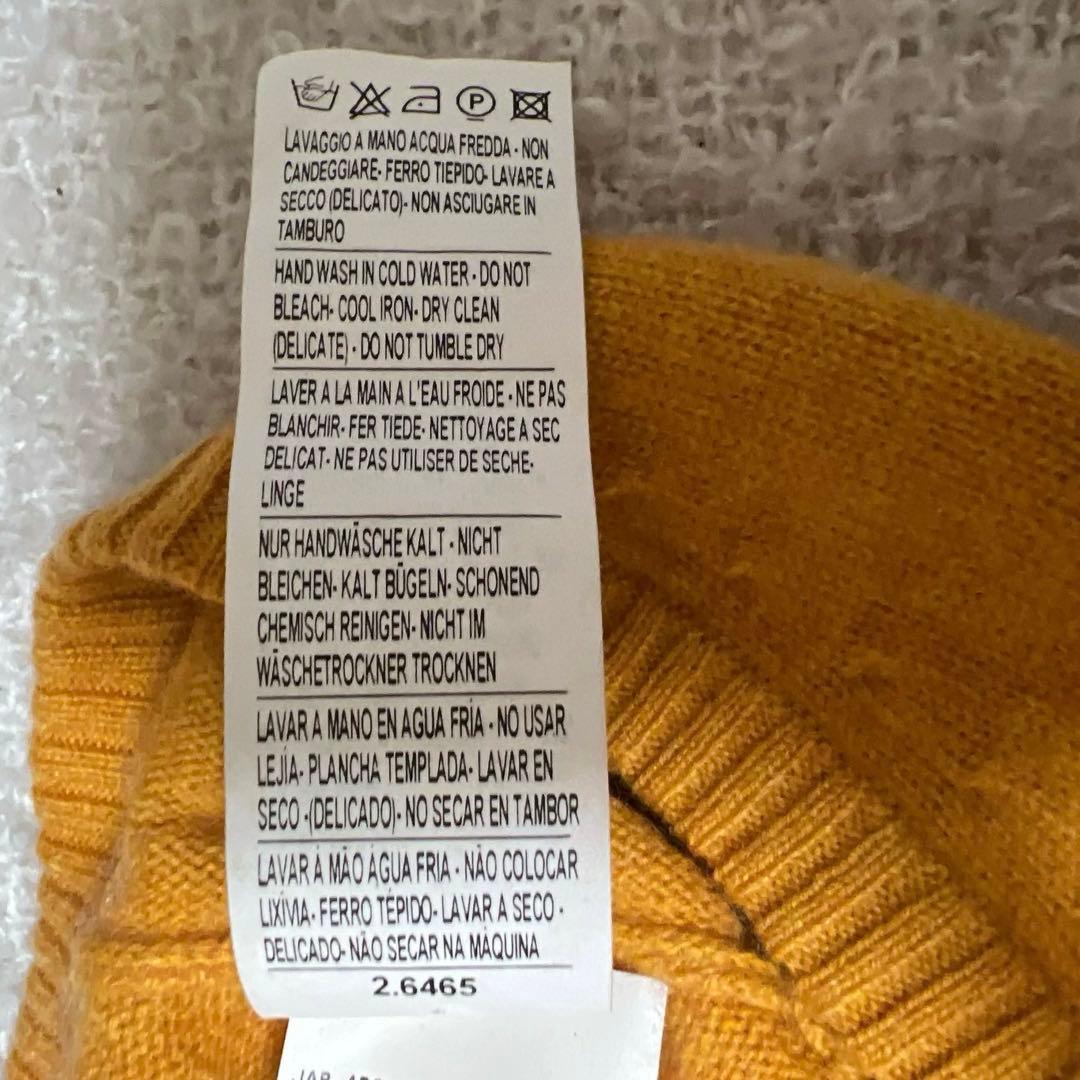 P
LAVAGGIO A MANO ACQUA FREDDA - NON
CANDEGGIARE- FERRO TIEPIDO- LAVARE A
SECCO (DELICATO)- NON ASCIUGARE IN
TAMBURO
HAND WASH IN COLD WATER - DO NOT
BLEACH- COOL IRON- DRY CLEAN
(DELICATE) - DO NOT TUMBLE DRY
LAVER A LA MAIN A L'EAU FROIDE - NE PAS
BLANCHIR- FER TIEDE- NETTOYAGE A SEC
DELICAT- NE PAS UTILISER DE SECHE-
LINGE
NUR HANDWÄSCHE KALT - NICHT
BLEICHEN- KALT BÜGELN- SCHONEND
CHEMISCH REINIGEN- NICHT IM
WÄSCHETROCKNER TROCKNEN
LAVAR A MANO EN AGUA FRÍA - NO USAR
LEJÍA- PLANCHA TEMPLADA- LAVAR EN
SECO -(DELICADO)- NO SECAR EN TAMBOR
LAVAR À MÃO ÁGUA FRIA - NÃO COLOCAR
LIXÍVIA- FERRO TÉPIDO- LAVAR A SECO -
DELICADO- NÃO SECAR NA MÁQUINA
2.6465